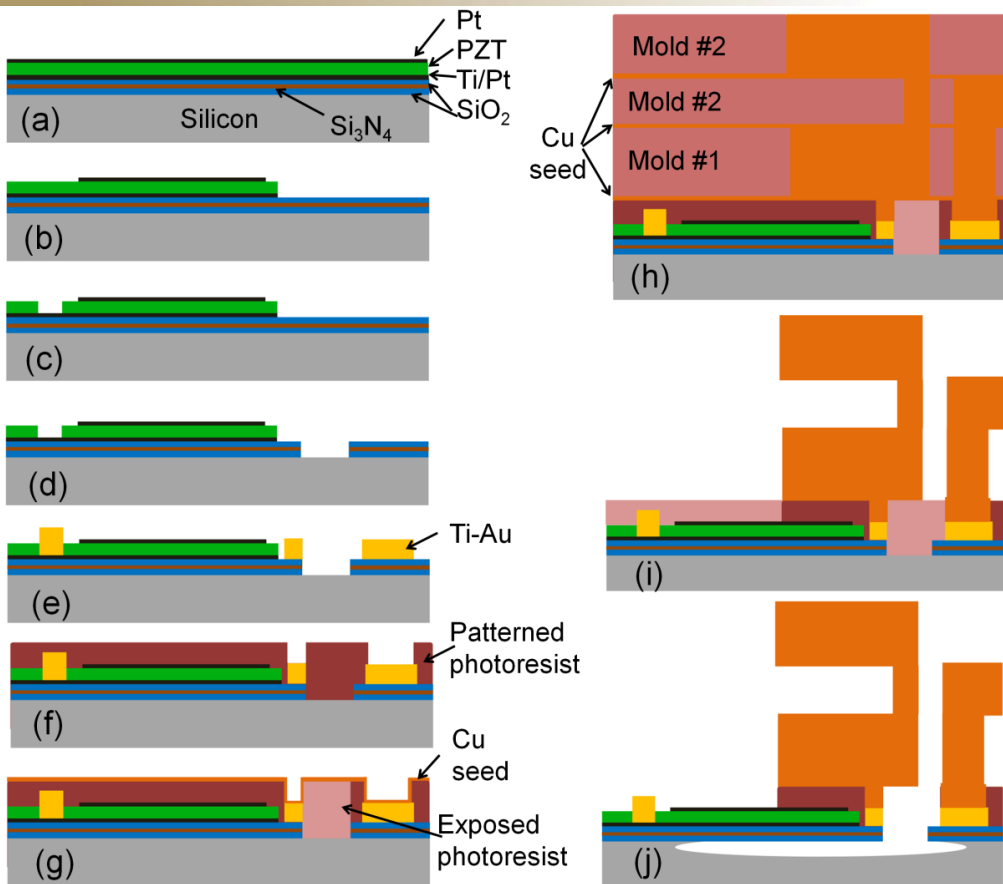 Pt
PZT
Ti/Pt
SiO2
Si3N4
Silicon
(a)
(b)
(c)
(d)
Ti-Au
(e)
Patterned
photoresist
(f)
Cu
seed
Exposed
photoresist
(g)
Mold #2
Mold #2
Cu
seed
Mold #1
(h)
(i)
(j)